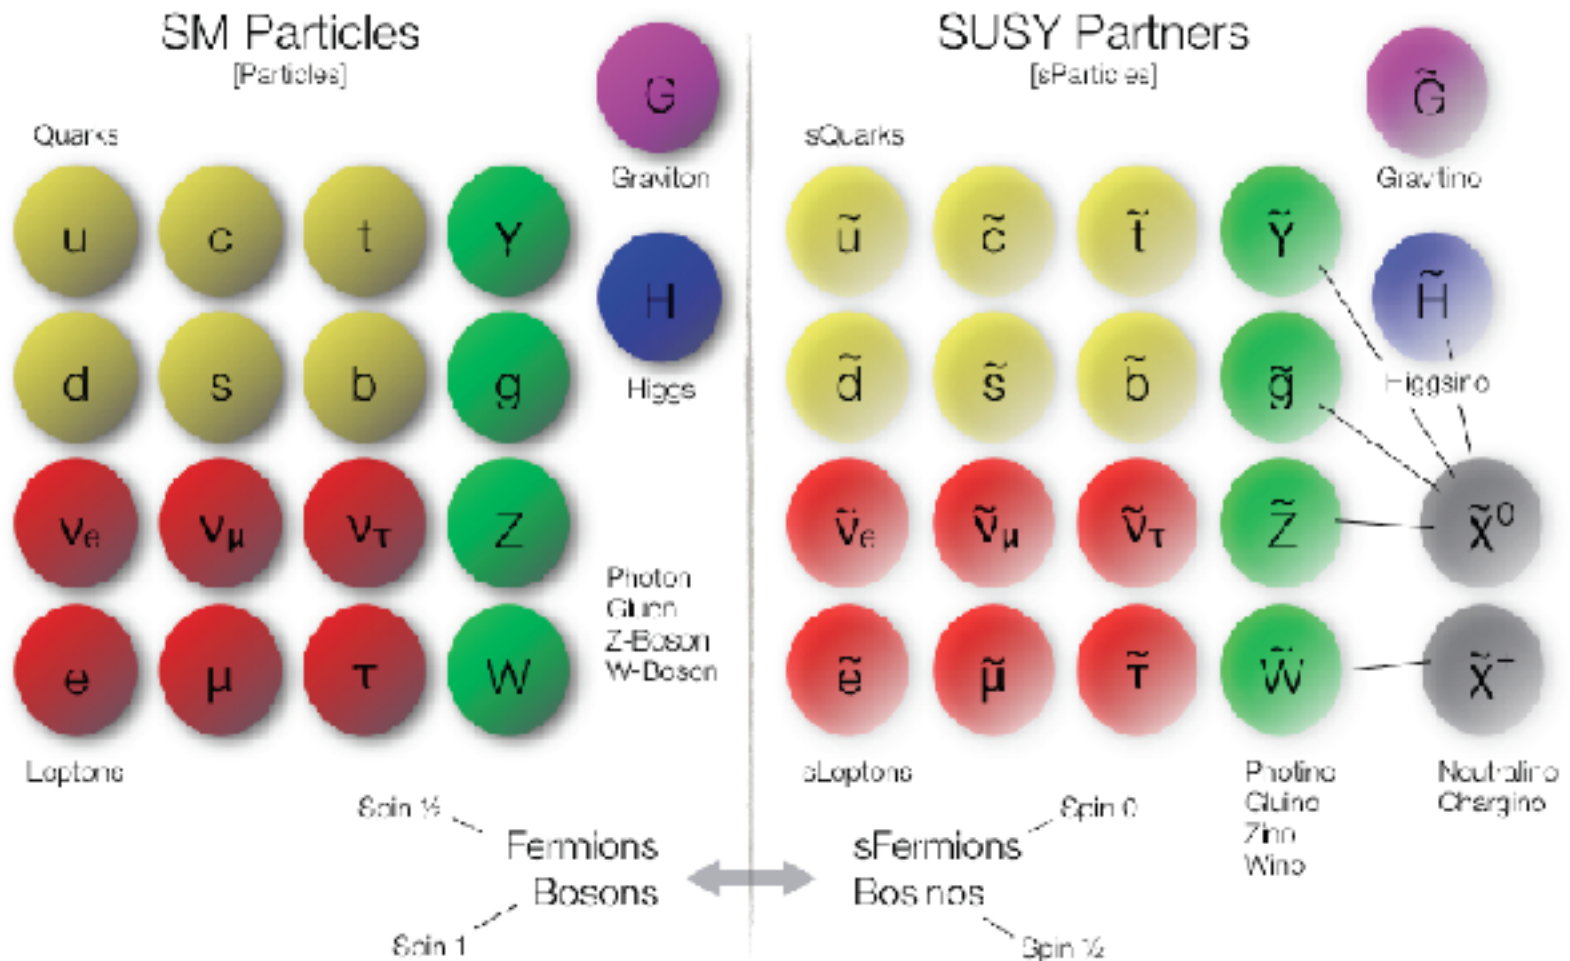 SM Particles
[Particles]
G
Graviton
Quarks
u c t γ
H
Higgs
d s b g
νe νμ ντ Z
Photon
Gluon
Z-Boson
W-Boson
e μ τ W
Leptons
Spin ½
Fermions
Bosons
Spin 1
SUSY Partners
[sParticles]
G̃
Gravitino
sQuarks
ũ c̃ t̃ γ̃
H̃
Higgsino
d̃ s̃ b̃ g̃
ν̃e ν̃μ ν̃τ Z̃ χ̃⁰
ẽ μ̃ τ̃ W̃ χ̃
sLeptons
Photino
Gluino
Zino
Wino
Neutralino
Chargino
Spin 0
sFermions
Bosinos
Spin ½